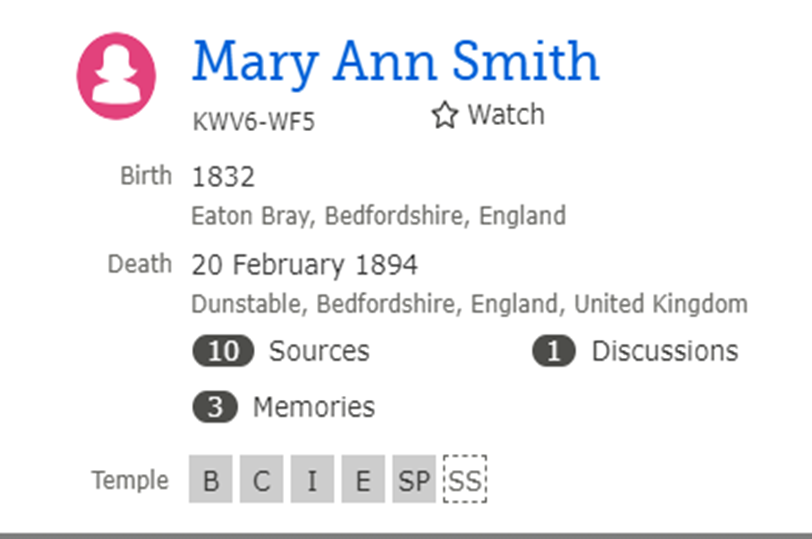 Mary Ann Smith
KWV6-WF5 Watch
Birth 1832
Eaton Bray, Bedfordshire, England
Death 20 February 1894
Dunstable, Bedfordshire, England, United Kingdom
10 Sources 1 Discussions
3 Memories
Temple B C I E SP SS